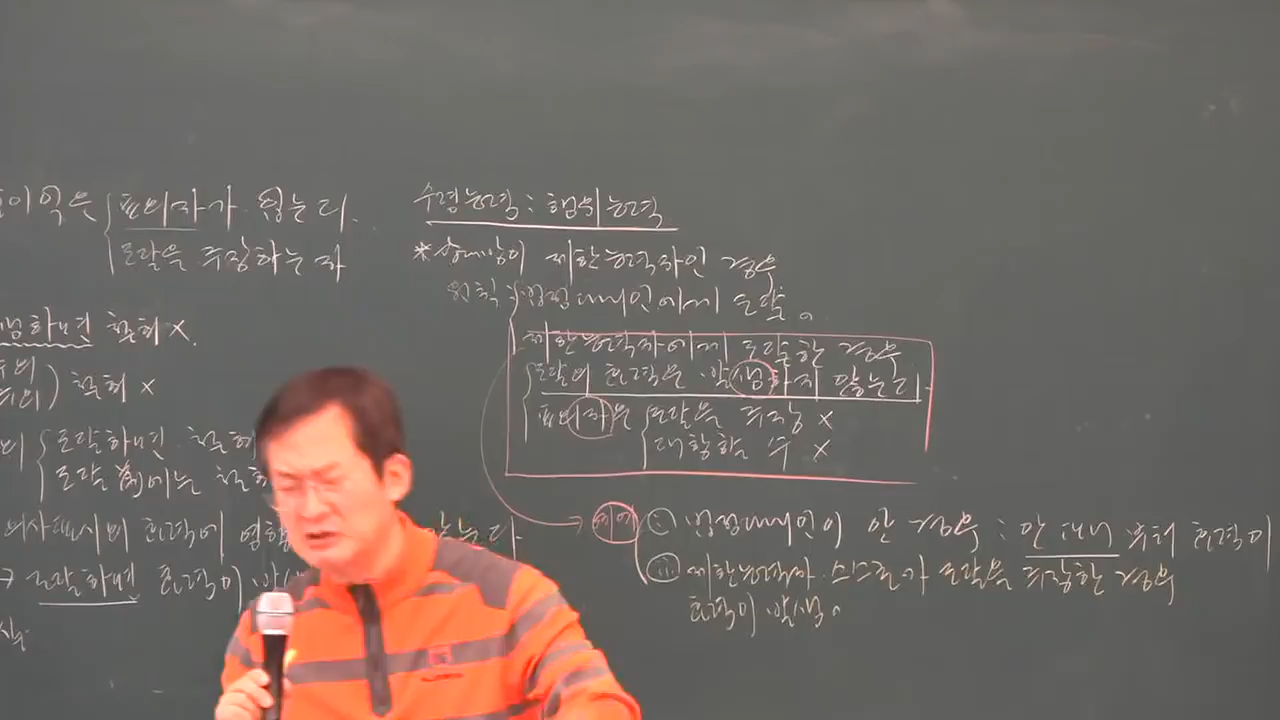 불이익은 표의자가 입는다.
도달을 주장하는 자
하면 철회 x.
철회 x
도달하면 철회
도달 후에는 철회
의사표시의 효력에 영향 않는다.
→ 도달하면 효력이
수령능력 : 행위능력
*상대방이 제한능력자인 경우
원칙 : 법정대리인에게 도달.
제한능력자에게 도달한 경우
도달의 효력은 발생하지 않는다.
표의자는 도달을 주장 x
대항할 수 x
예외 ⅰ 법정대리인이 안 경우 : 안 때부터 효력이
ⅱ 제한능력자 스스로가 도달을 주장한 경우
효력이 발생.